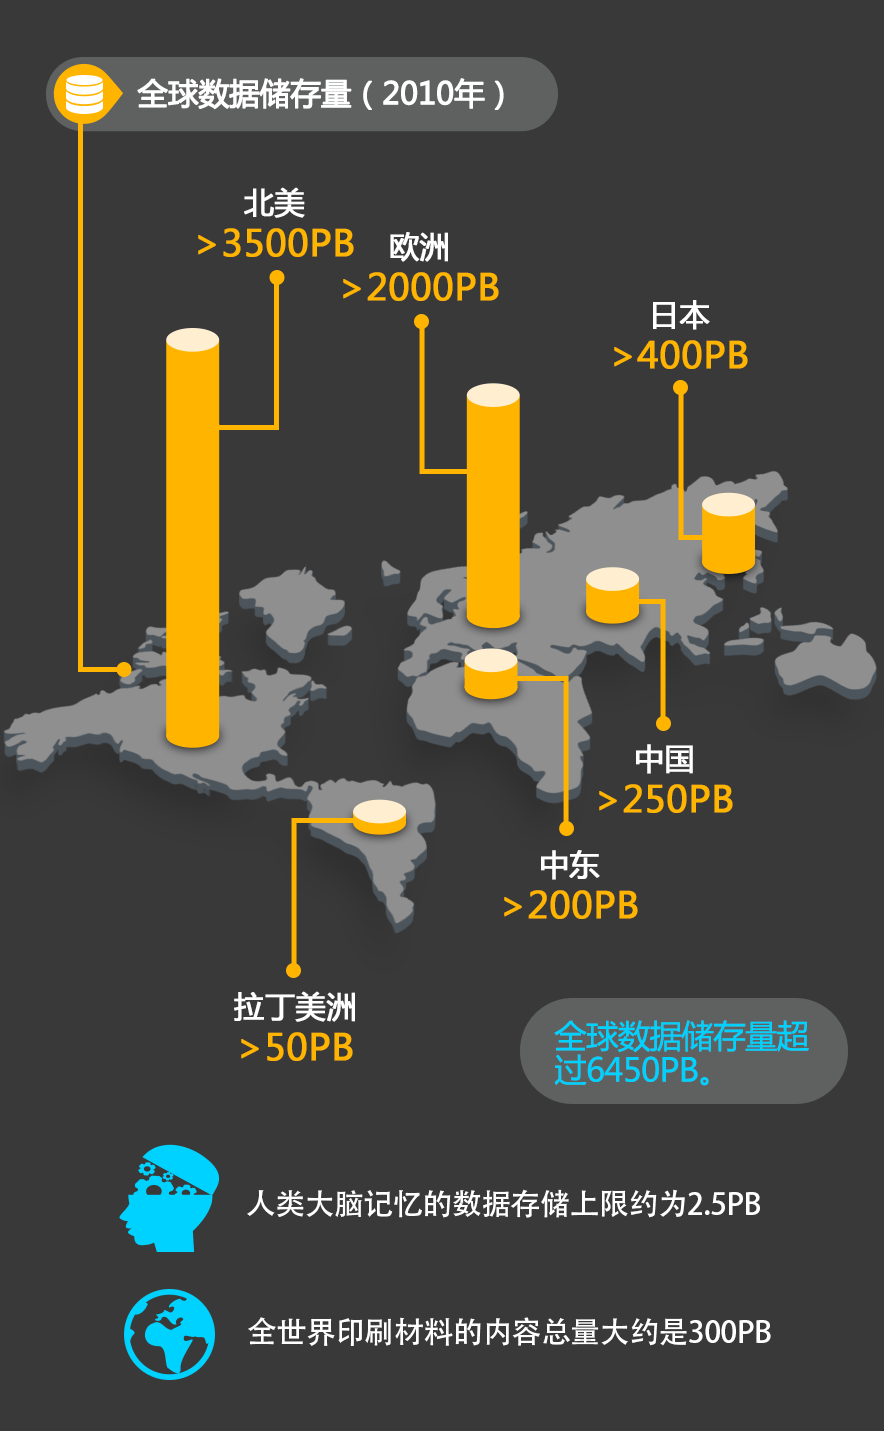 全球数据储存量（2010年）
北美
>3500PB
欧洲
>2000PB
日本
>400PB
中国
>250PB
中东
>200PB
拉丁美洲
>50PB
全球数据储存量超
过6450PB。
人类大脑记忆的数据存储上限约为2.5PB
全世界印刷材料的内容总量大约是300PB